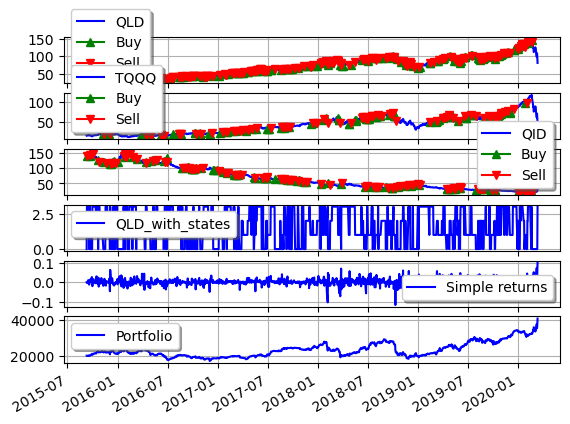 QLD
150
Buy
100
Sell
50
TQQQ
Buy
100
Sell
50
QID
150
Buy
100
Sell
50
2.5
QLD_with_states
0.0
0.1
0.0
Simple returns
−0.1
40000
Portfolio
20000
2015-07
2016-01
2016-07
2017-01
2017-07
2018-01
2018-07
2019-01
2019-07
2020-01